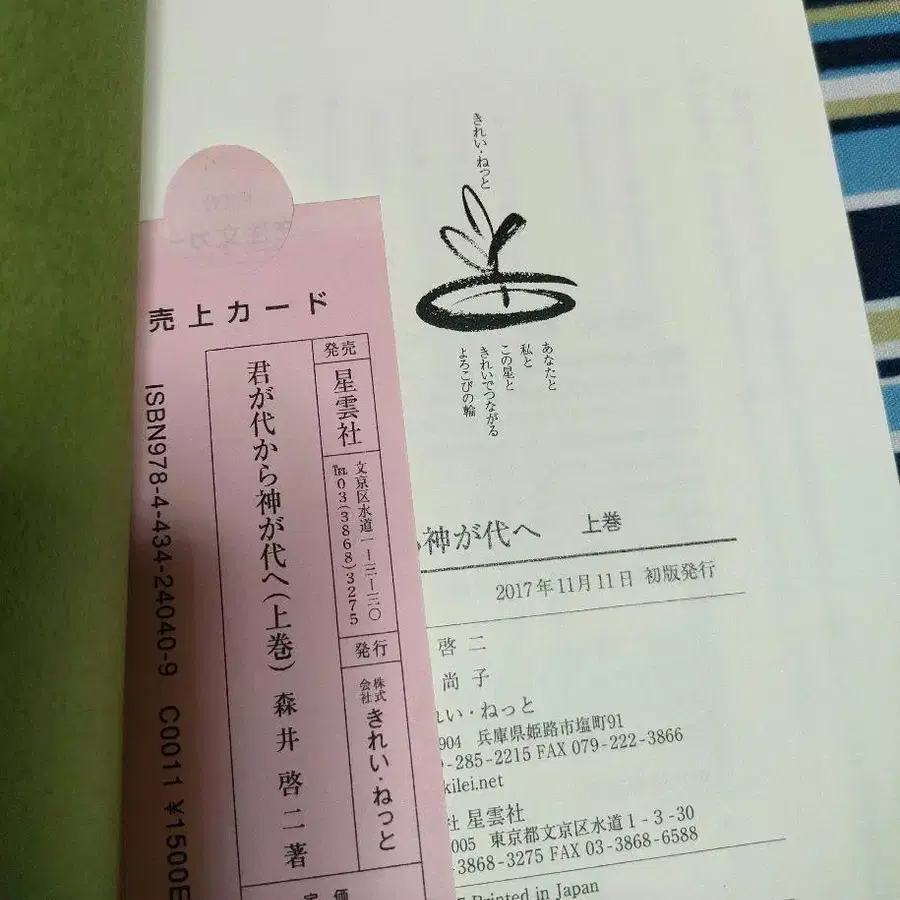 きれい・ねっと
あなたと
私と
この星と
きれいでつながる
よろこびの輪
神が代へ 上巻
2017年11月11日 初版発行
啓二
尚子
れい・ねっと
904 兵庫県姫路市塩町91
-285-2215 FAX 079-222-3866
kilei.net
社 星雲社
005 東京都文京区水道1-3-30
-3868-3275 FAX 03-3868-6588
Printed in Japan
売上カード
発売
星雲社
文京区水道一-三-三〇
℡03(3868)3275
発行
株式会社きれい・ねっと
君が代から神が代へ(上巻) 森井 啓二 著
定価
ISBN978-4-434-24040-9 C0011 ¥1500E